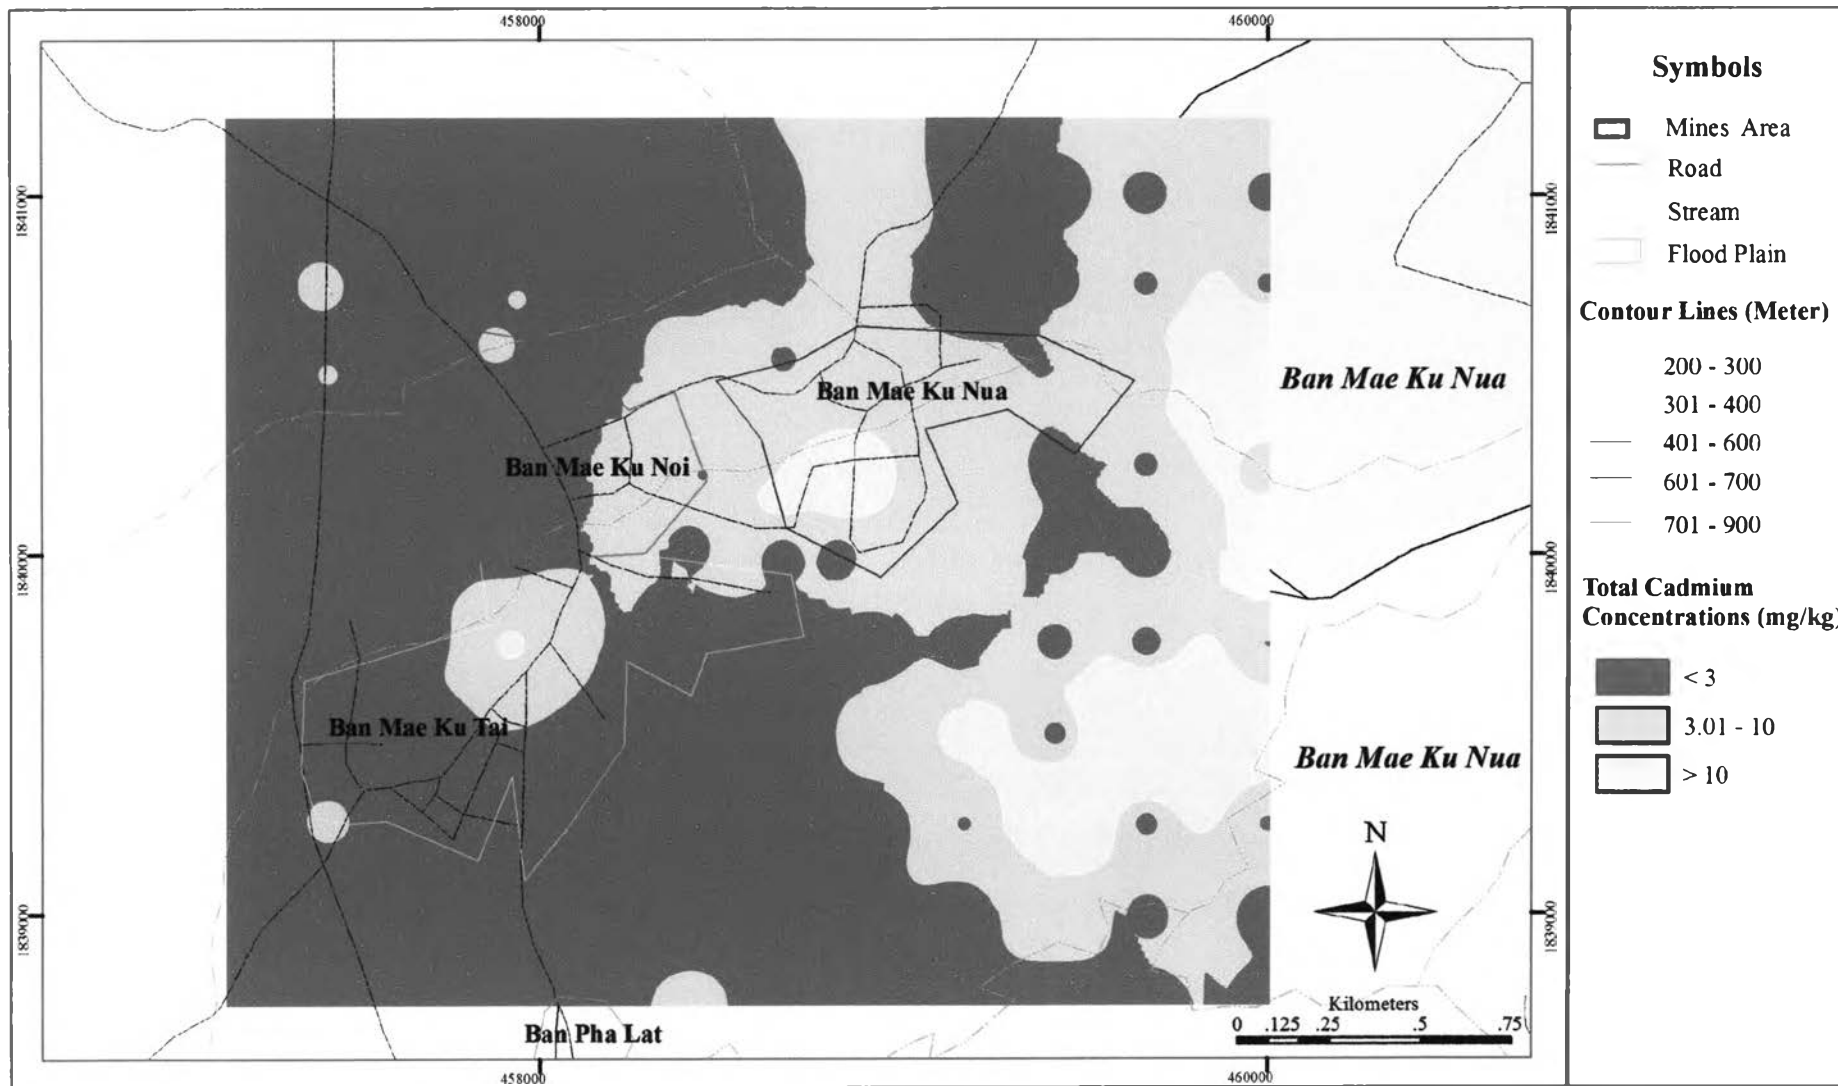 458000
460000
Symbols
Mines Area
Road
Stream
Flood Plain
Contour Lines (Meter)
200 - 300
301 - 400
401 - 600
601 - 700
701 - 900
Total Cadmium
Concentrations (mg/kg)
< 3
3.01 - 10
> 10
1841000
1841000
1840000
1840000
1839000
1839000
Ban Mae Ku Nua
Ban Mae Ku Nua
Ban Mae Ku Noi
Ban Mae Ku Tai
Ban Mae Ku Nua
N
Kilometers
0 .125 .25 .5 .75
Ban Pha Lat
458000
460000